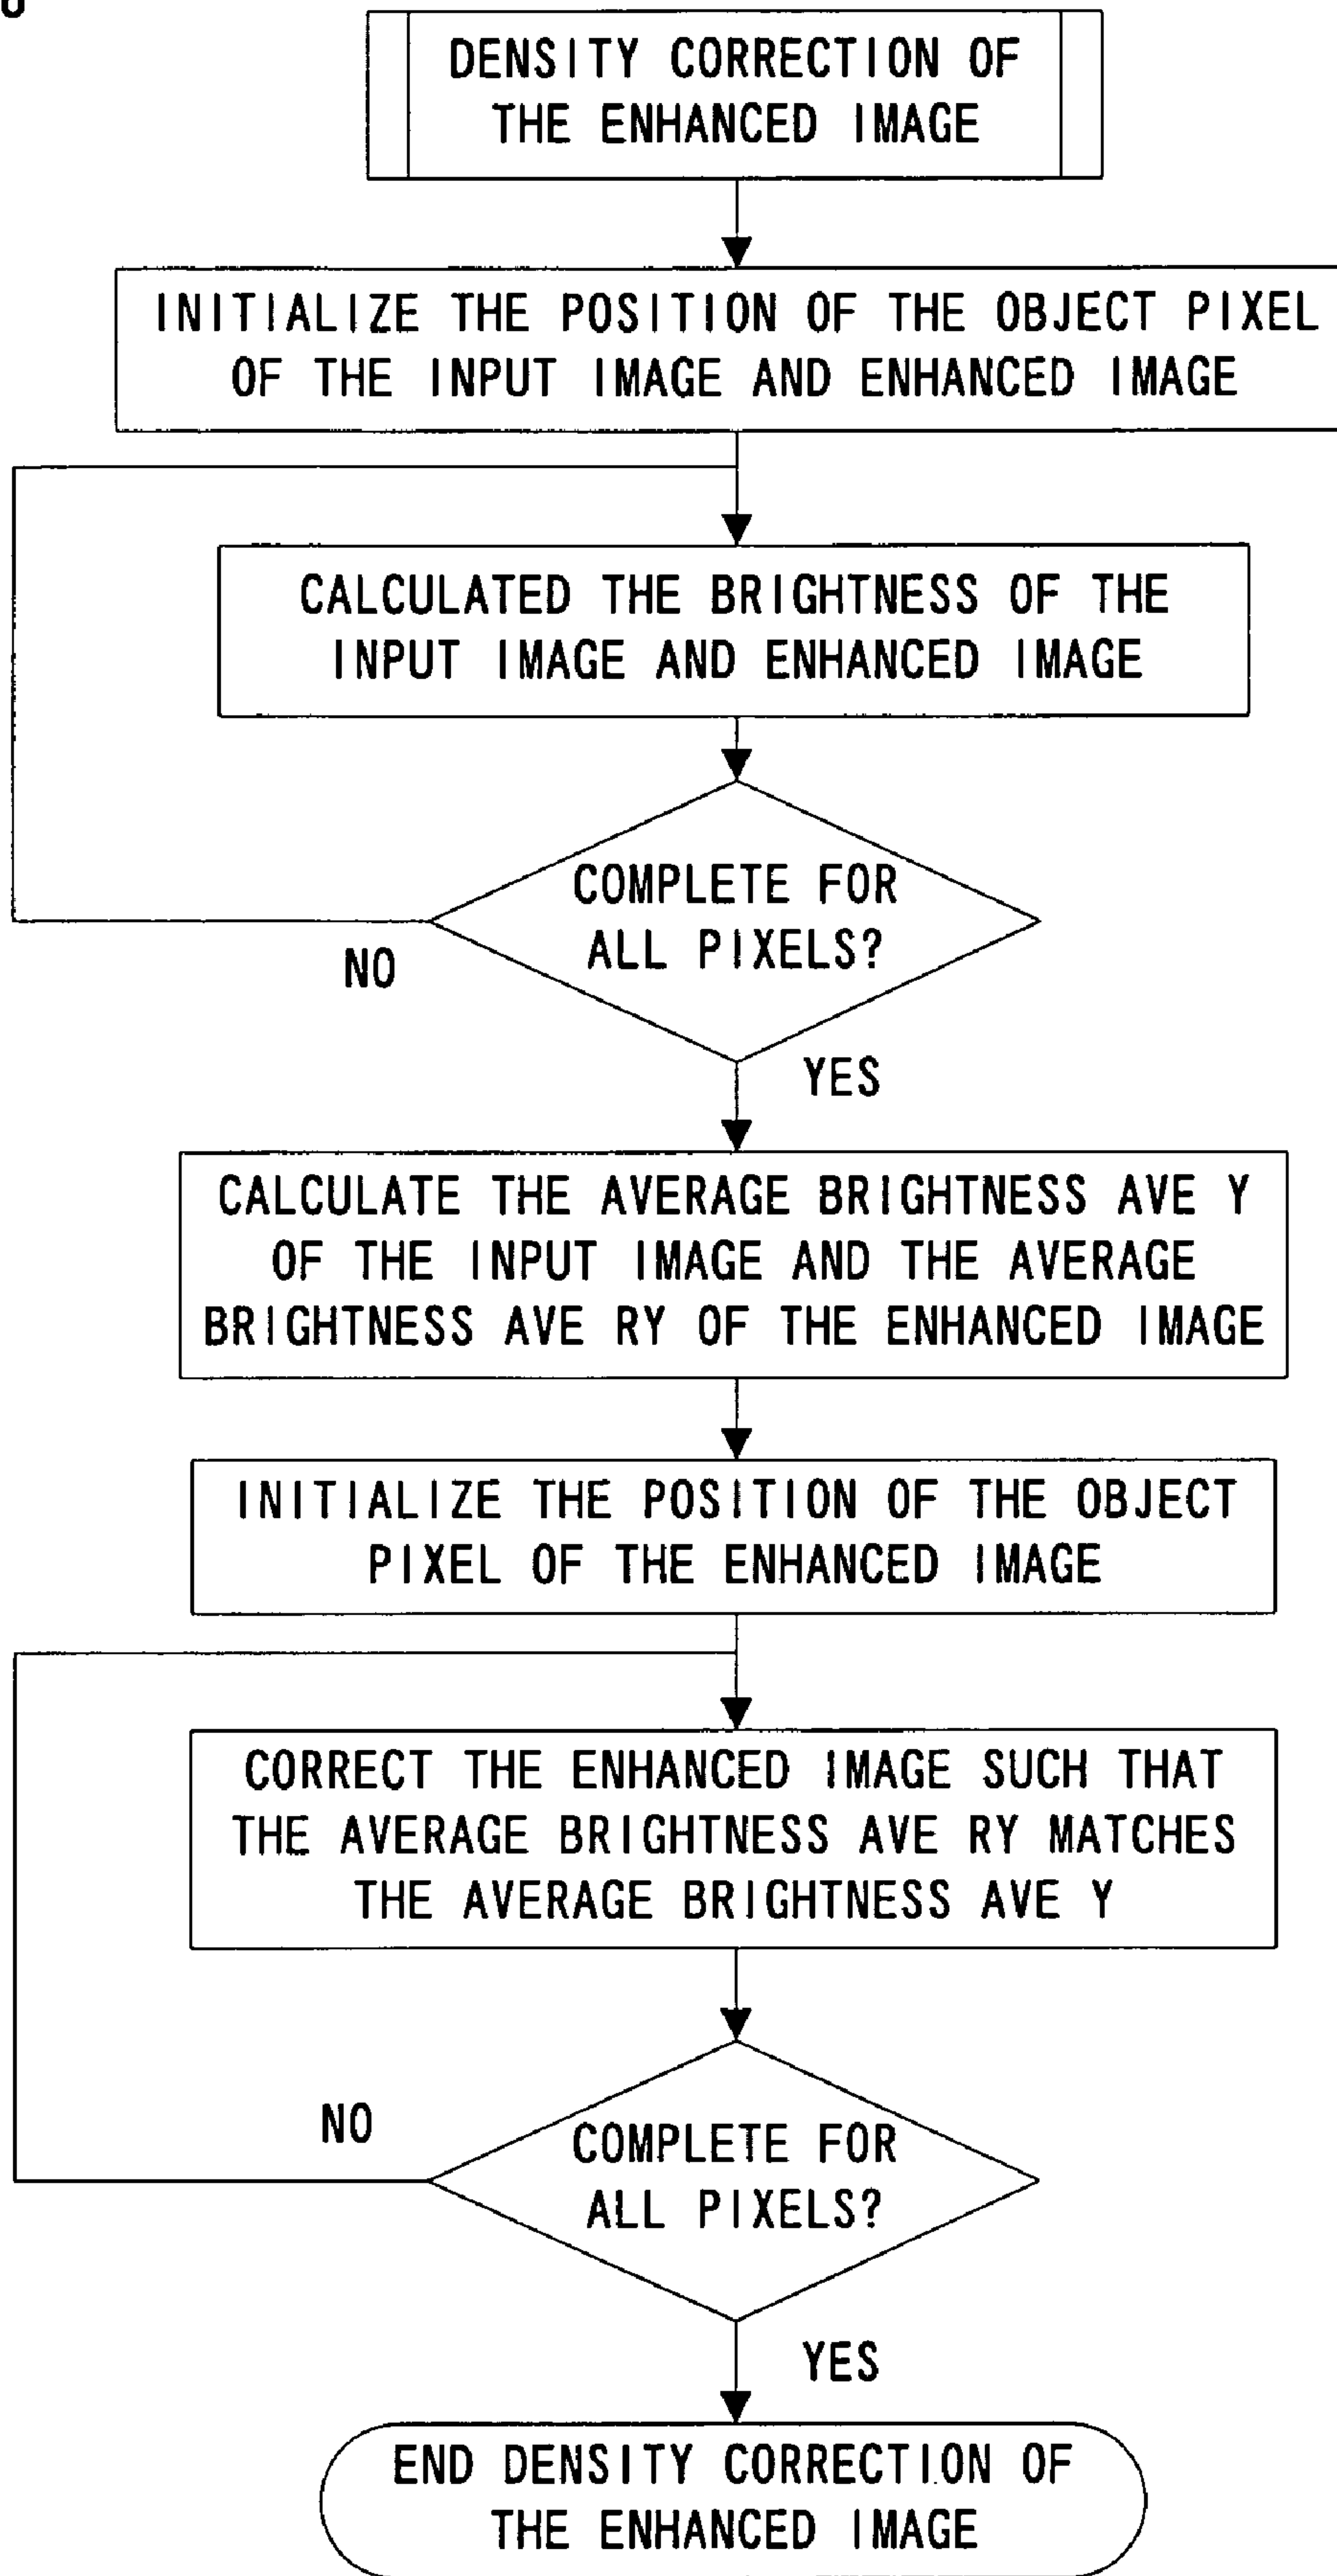 DENSITY CORRECTION OF
THE ENHANCED IMAGE
INITIALIZE THE POSITION OF THE OBJECT PIXEL
OF THE INPUT IMAGE AND ENHANCED IMAGE
CALCULATED THE BRIGHTNESS OF THE
INPUT IMAGE AND ENHANCED IMAGE
COMPLETE FOR
ALL PIXELS?
NO
YES
CALCULATE THE AVERAGE BRIGHTNESS AVE Y
OF THE INPUT IMAGE AND THE AVERAGE
BRIGHTNESS AVE RY OF THE ENHANCED IMAGE
INITIALIZE THE POSITION OF THE OBJECT
PIXEL OF THE ENHANCED IMAGE
CORRECT THE ENHANCED IMAGE SUCH THAT
THE AVERAGE BRIGHTNESS AVE RY MATCHES
THE AVERAGE BRIGHTNESS AVE Y
NO
COMPLETE FOR
ALL PIXELS?
YES
END DENSITY CORRECTION OF
THE ENHANCED IMAGE